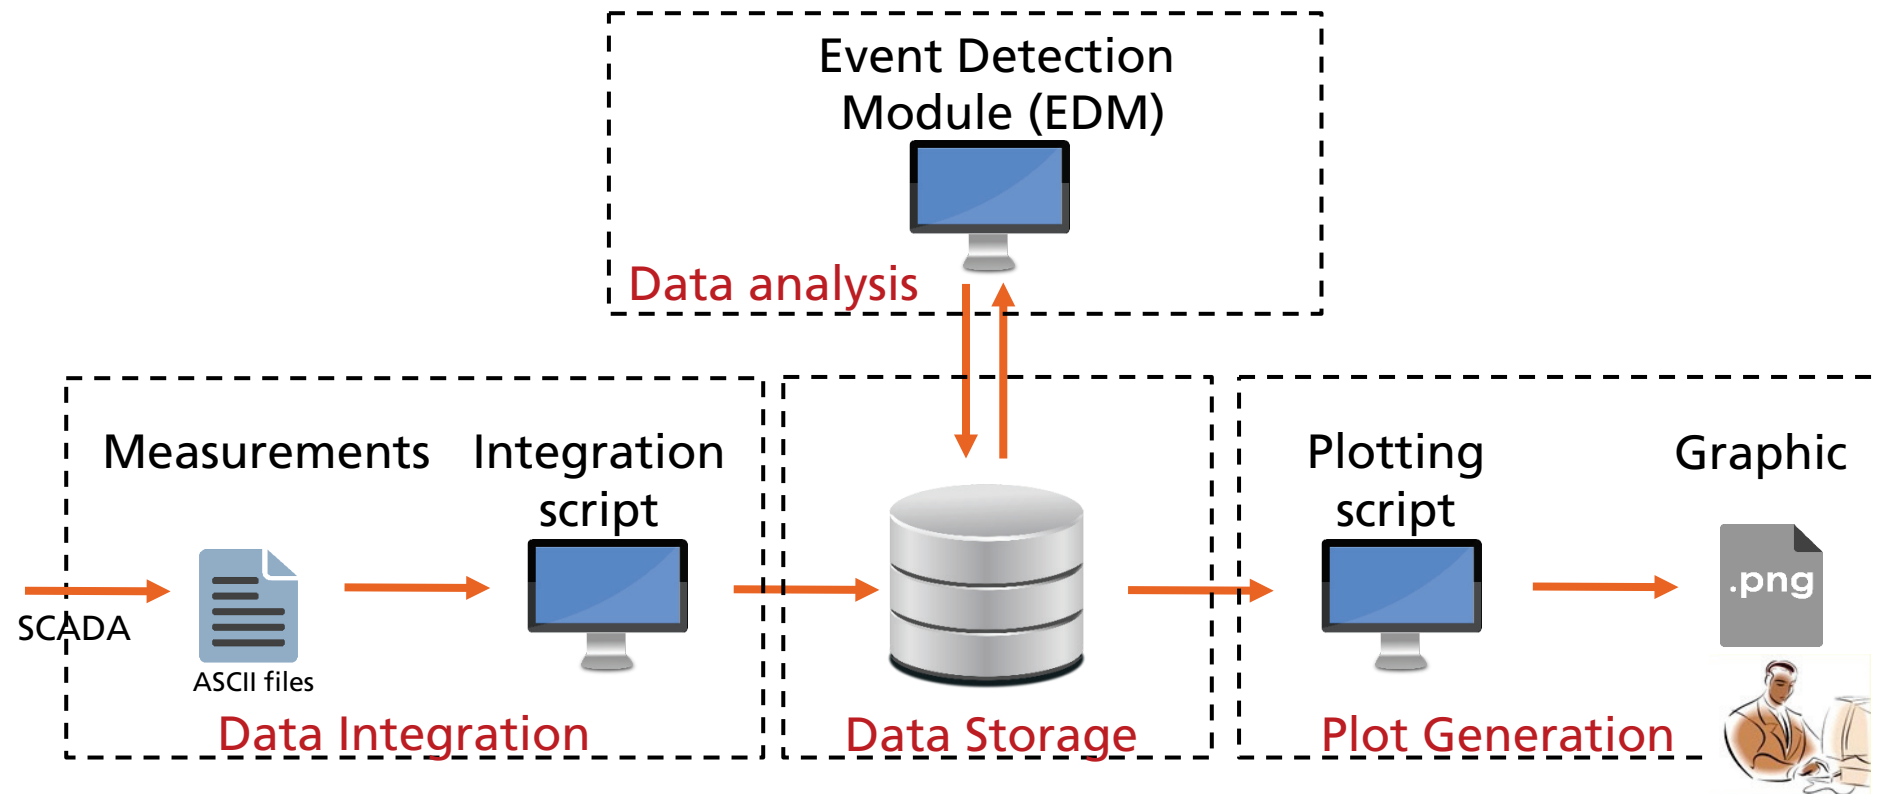 Event Detection
Module (EDM)
Data analysis
Measurements
Integration
script
SCADA
ASCII files
Data Integration
Data Storage
Plotting
script
Graphic
.png
Plot Generation